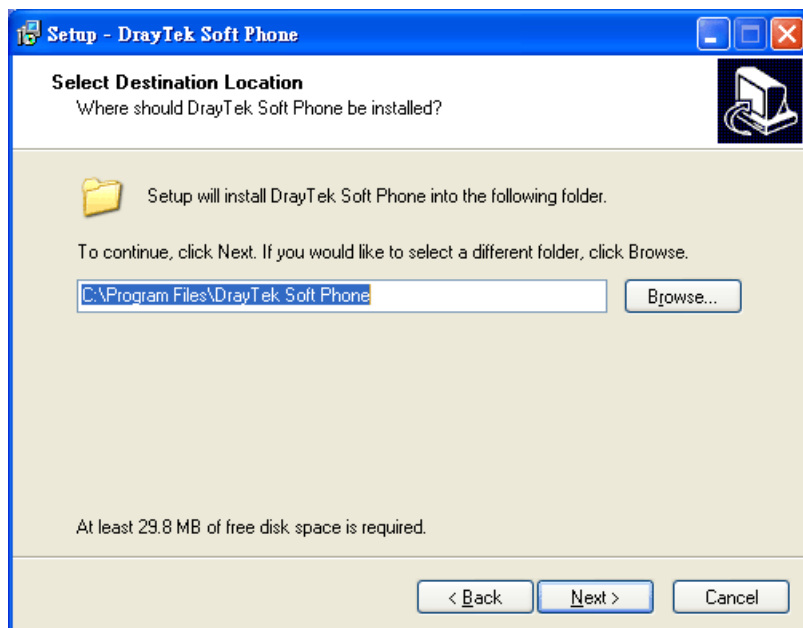 Setup - DrayTek Soft Phone
Select Destination Location
Where should DrayTek Soft Phone be installed?
Setup will install DrayTek Soft Phone into the following folder.
To continue, click Next. If you would like to select a different folder, click Browse.
C:\Program Files\DrayTek Soft Phone
Browse...
At least 29.8 MB of free disk space is required.
< Back
Next >
Cancel